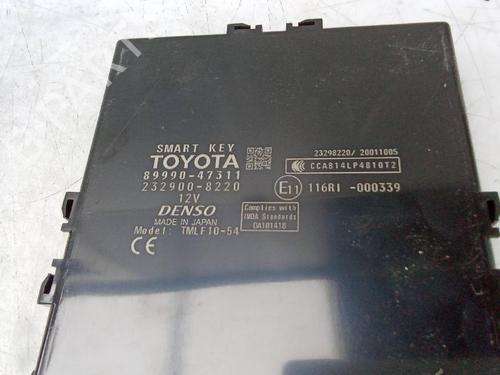 SMART KEY
TOYOTA
89990-47311
232900-8220
12V
DENSO
MADE IN JAPAN
Model: TMLF10-54
CE
Complies with
IMDA Standards
DA101418
23298220/ 20011005
CCAB14LP4810T2
E11 116RI -000339